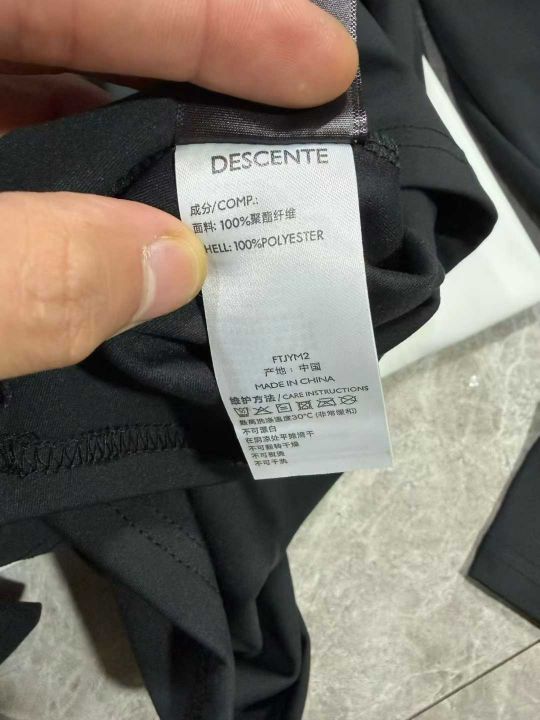 DESCENTE
成分/COMP.:
面料: 100%聚酯纤维
HELL: 100%POLYESTER
FTJYM2
产地: 中国
MADE IN CHINA
维护方法 / CARE INSTRUCTIONS
最高洗涤温度30°C (非常缓和)
不可漂白
在阴凉处平摊滴干
不可翻转干燥
不可熨烫
不可干洗